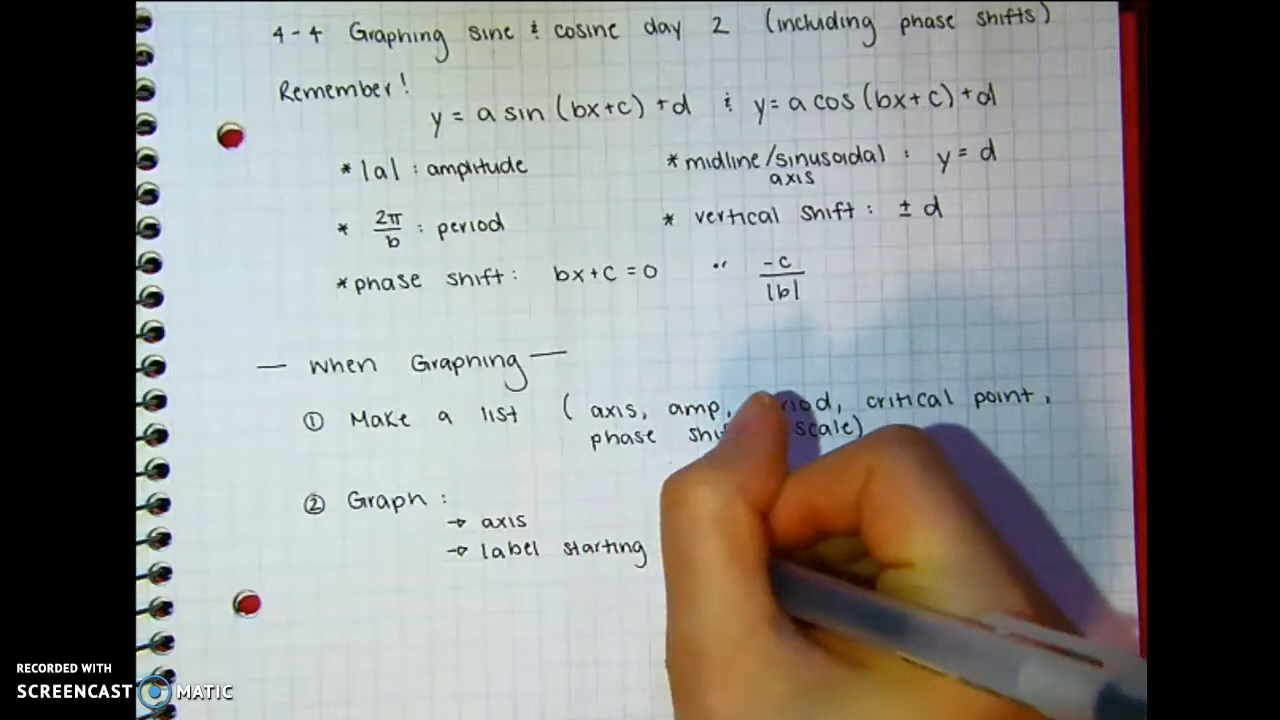 4-4 Graphing sine & cosine day 2 (including phase shifts)
Remember!
y = a sin (bx+c) +d & y= a cos (bx+c)+d
* |a| : amplitude * midline/sinusoidal : y = d
axis
* 2π/b : period * vertical shift: ± d
*phase shift: bx+c =0 or -c/|b|
— When Graphing —
① Make a list ( axis, amp, critical point,
phase scale)
② Graph :
→ axis
→ label starting
RECORDED WITH
SCREENCAST MATIC